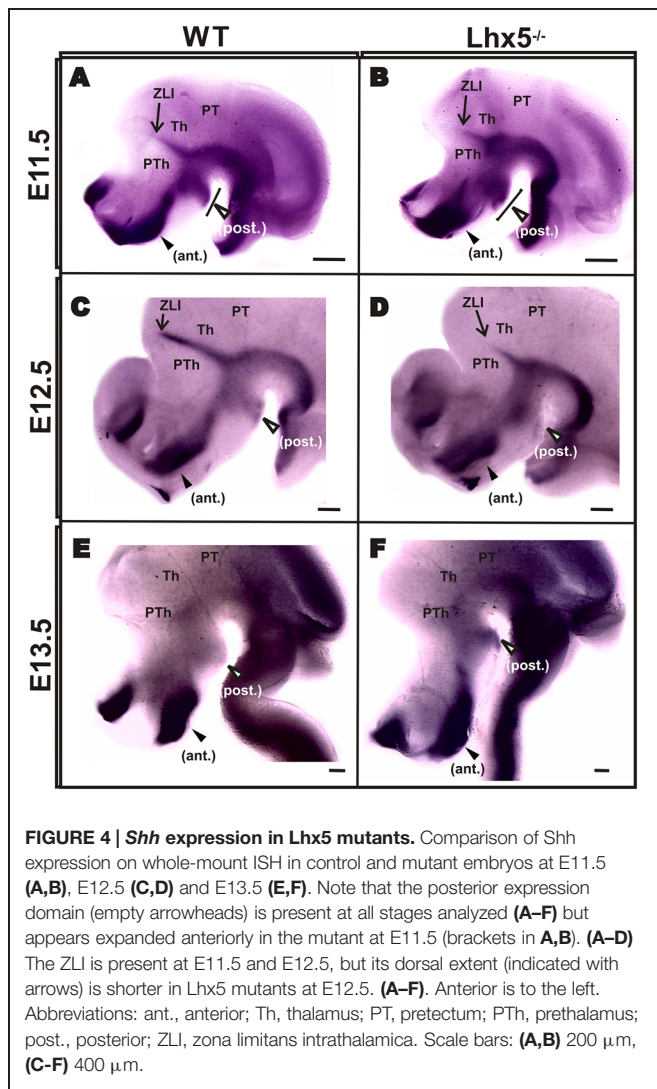 WT
Lhx5-/-
E11.5
A
ZLI
PT
Th
PTh
(post.)
(ant.)
B
ZLI
PT
Th
PTh
(post.)
(ant.)
E12.5
C
ZLI
PT
Th
PTh
(post.)
(ant.)
D
ZLI
PT
Th
PTh
(post.)
(ant.)
E13.5
E
PT
Th
PTh
(post.)
(ant.)
F
PT
Th
PTh
(post.)
(ant.)
FIGURE 4 | Shh expression in Lhx5 mutants. Comparison of Shh
expression on whole-mount ISH in control and mutant embryos at E11.5
(A,B), E12.5 (C,D) and E13.5 (E,F). Note that the posterior expression
domain (empty arrowheads) is present at all stages analyzed (A–F) but
appears expanded anteriorly in the mutant at E11.5 (brackets in A,B). (A–D)
The ZLI is present at E11.5 and E12.5, but its dorsal extent (indicated with
arrows) is shorter in Lhx5 mutants at E12.5. (A–F). Anterior is to the left.
Abbreviations: ant., anterior; Th, thalamus; PT, pretectum; PTh, prethalamus;
post., posterior; ZLI, zona limitans intrathalamica. Scale bars: (A,B) 200 μm,
(C-F) 400 μm.